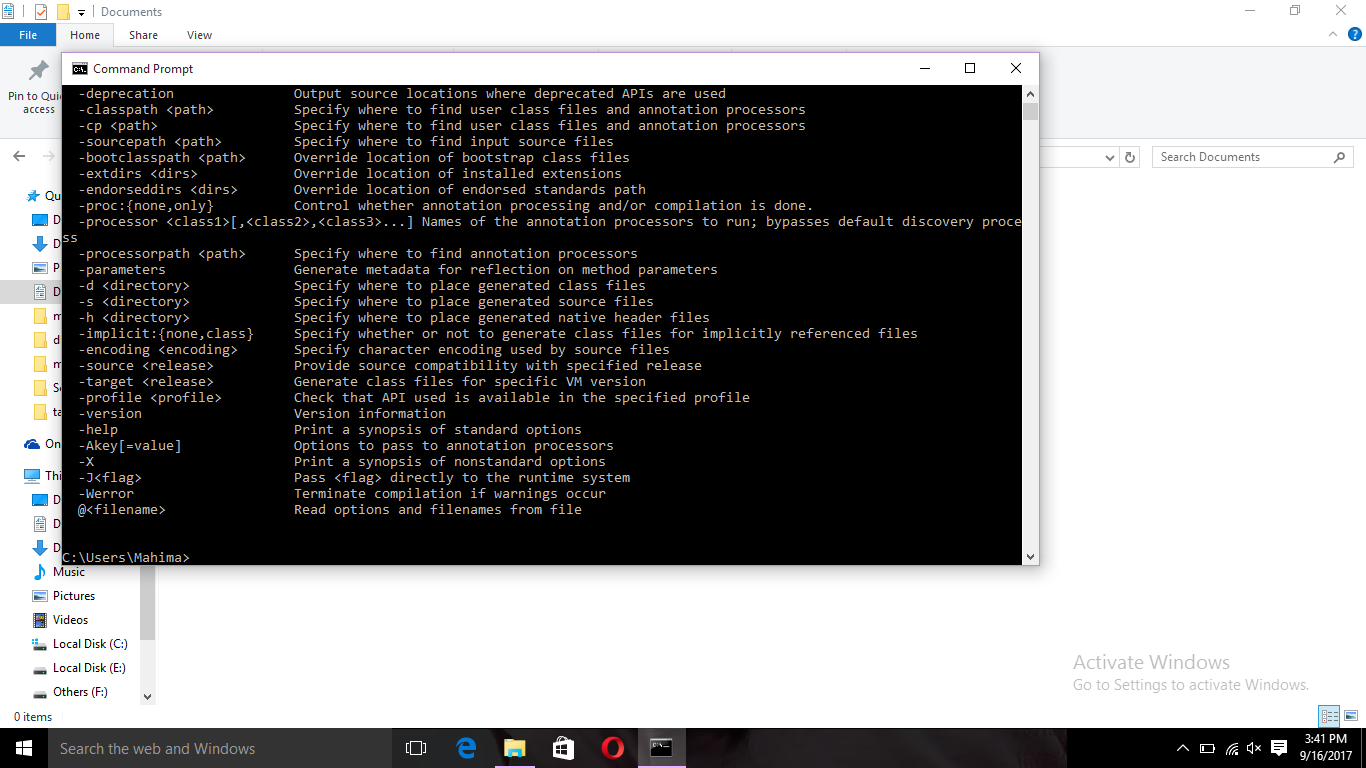 Documents
File Home Share View
Command Prompt
Pin to Qui
access
-deprecation Output source locations where deprecated APIs are used
-classpath <path> Specify where to find user class files and annotation processors
-cp <path> Specify where to find user class files and annotation processors
-sourcepath <path> Specify where to find input source files
-bootclasspath <path> Override location of bootstrap class files
-extdirs <dirs> Override location of installed extensions
-endorseddirs <dirs> Override location of endorsed standards path
-proc:{none,only} Control whether annotation processing and/or compilation is done.
-processor <class1>[,<class2>,<class3>...] Names of the annotation processors to run; bypasses default discovery proce
ss
-processorpath <path> Specify where to find annotation processors
-parameters Generate metadata for reflection on method parameters
-d <directory> Specify where to place generated class files
-s <directory> Specify where to place generated source files
-h <directory> Specify where to place generated native header files
-implicit:{none,class} Specify whether or not to generate class files for implicitly referenced files
-encoding <encoding> Specify character encoding used by source files
-source <release> Provide source compatibility with specified release
-target <release> Generate class files for specific VM version
-profile <profile> Check that API used is available in the specified profile
-version Version information
-help Print a synopsis of standard options
-Akey[=value] Options to pass to annotation processors
-X Print a synopsis of nonstandard options
-J<flag> Pass <flag> directly to the runtime system
-Werror Terminate compilation if warnings occur
@<filename> Read options and filenames from file
C:\Users\Mahima>
Search Documents
Qu
D
D
P
D
m
d
m
S
ta
On
Thi
D
D
D
Music
Pictures
Videos
Local Disk (C:)
Local Disk (E:)
Others (F:)
0 items
Activate Windows
Go to Settings to activate Windows.
Search the web and Windows
3:41 PM
9/16/2017